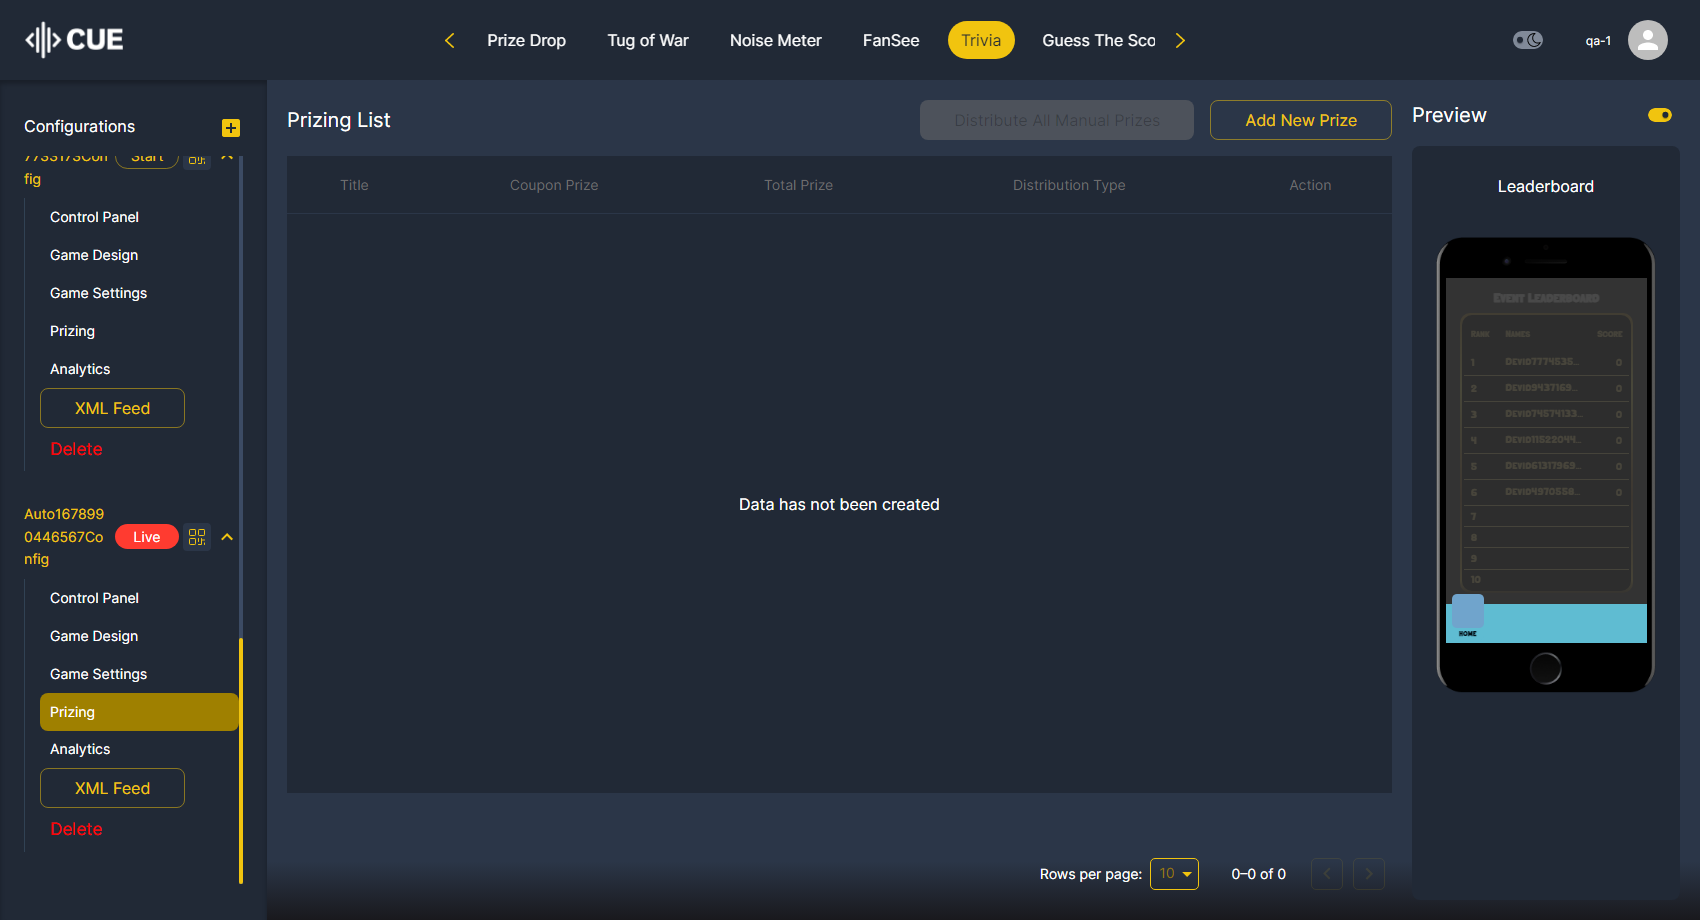 CUE
Prize Drop
Tug of War
Noise Meter
FanSee
Trivia
Guess The Sco
qa-1
Configurations
Start
fig
Control Panel
Game Design
Game Settings
Prizing
Analytics
XML Feed
Delete
Auto167899
0446567Co
nfig
Live
Control Panel
Game Design
Game Settings
Prizing
Analytics
XML Feed
Delete
Prizing List
Distribute All Manual Prizes
Add New Prize
Title Coupon Prize Total Prize Distribution Type Action
Data has not been created
Rows per page: 10 0–0 of 0
Preview
Leaderboard
Event Leaderboard
Rank Names Score
1 DevID7774535... 0
2 DevID9437169... 0
3 DevID74574133... 0
4 DevID11522044... 0
5 DevID61317969... 0
6 DevID4970558... 0
7
8
9
10
HOME